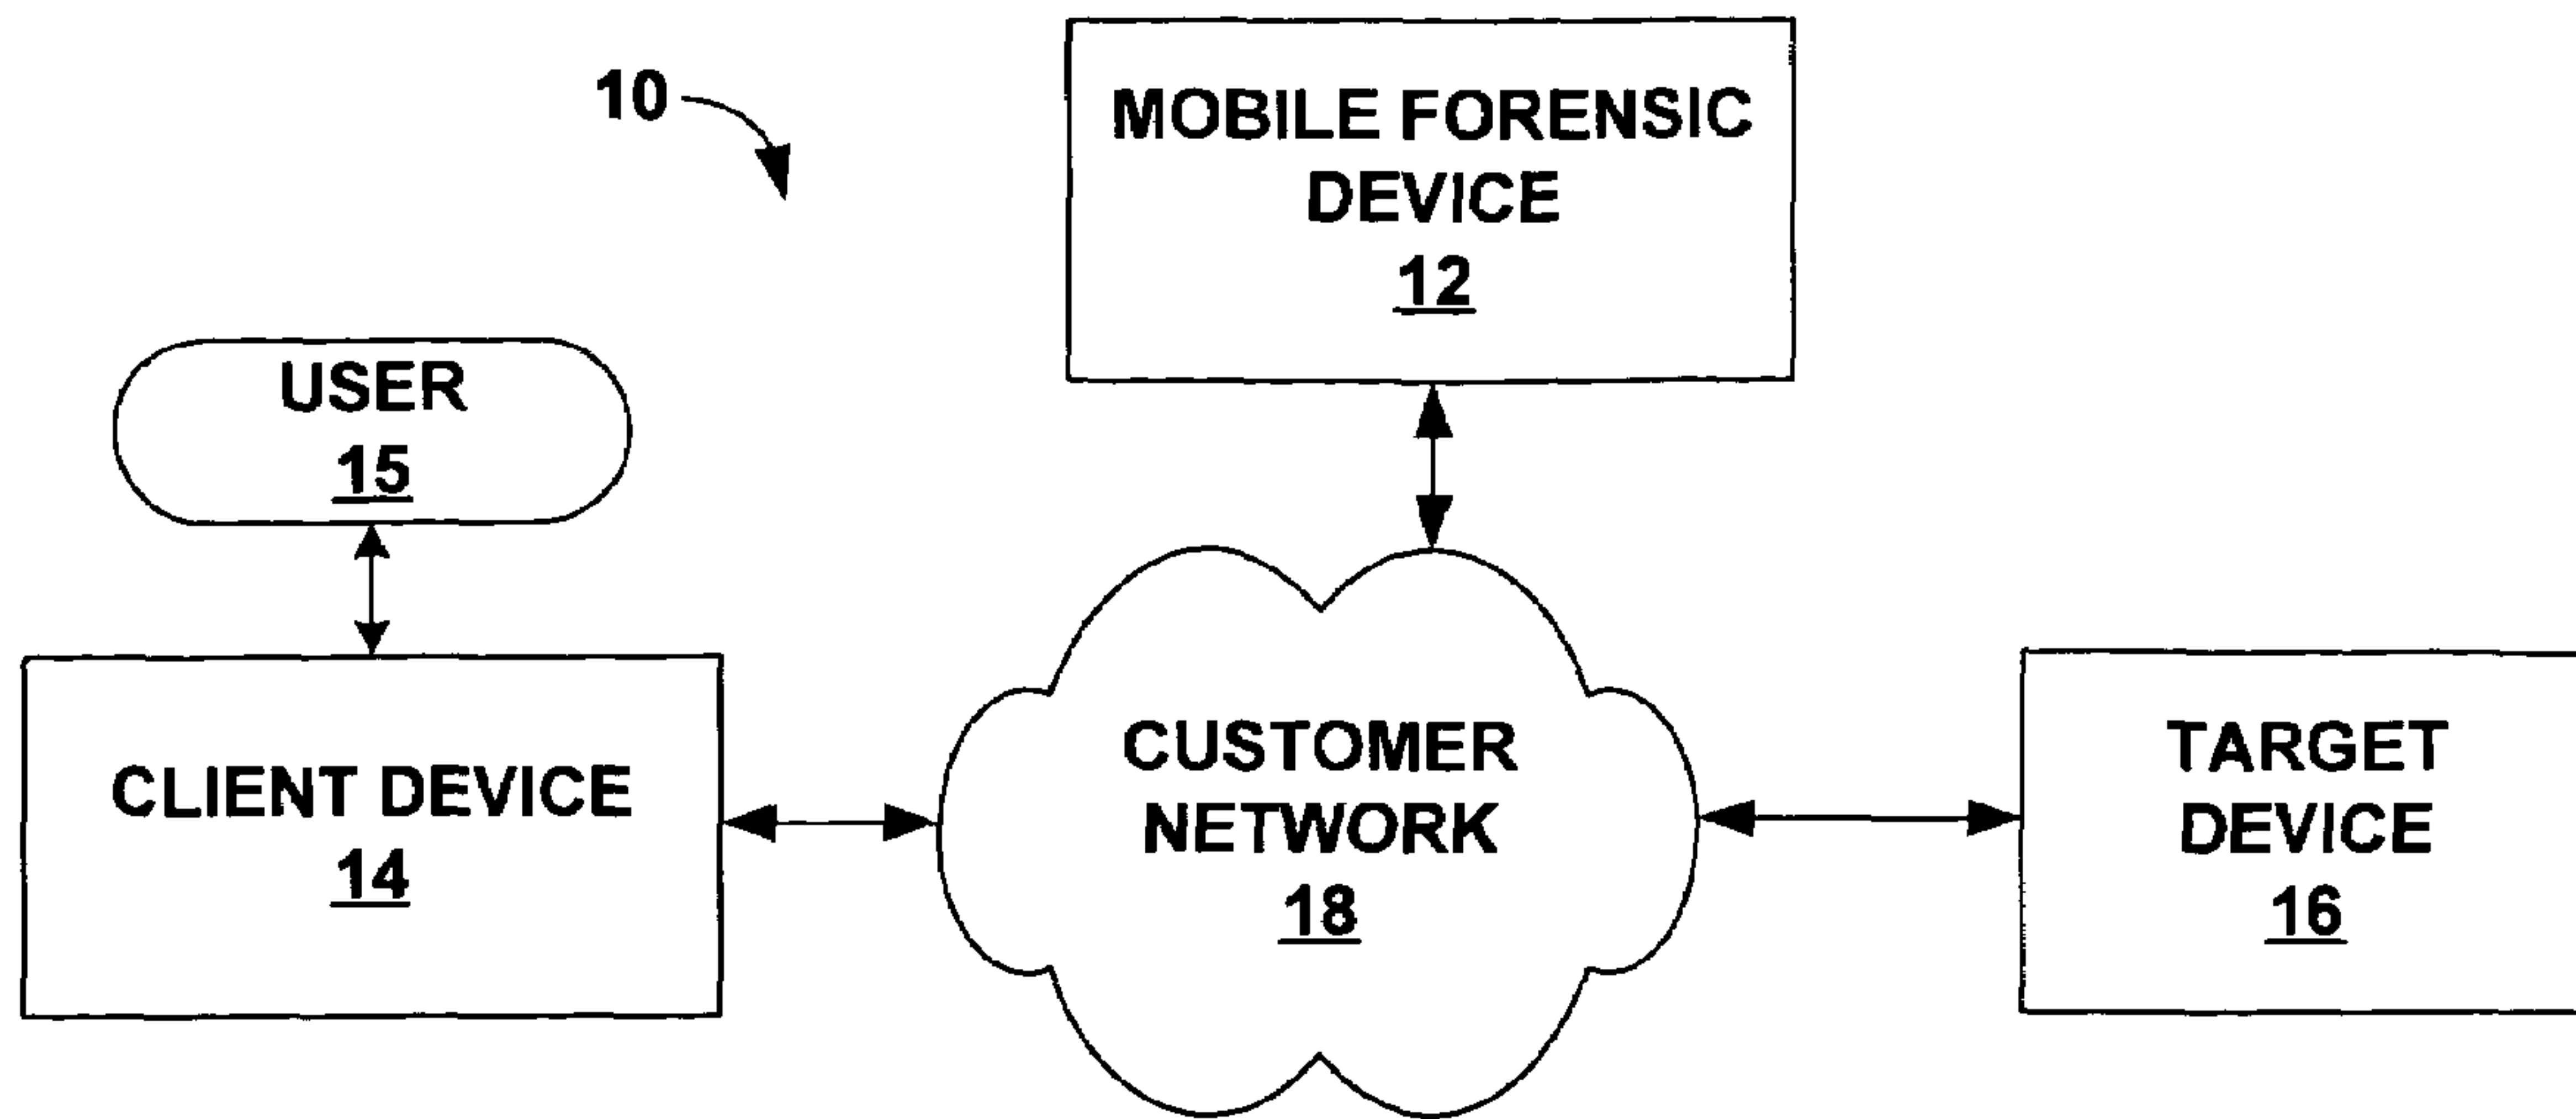 10
MOBILE FORENSIC
DEVICE
12
USER
15
CLIENT DEVICE
14
CUSTOMER
NETWORK
18
TARGET
DEVICE
16